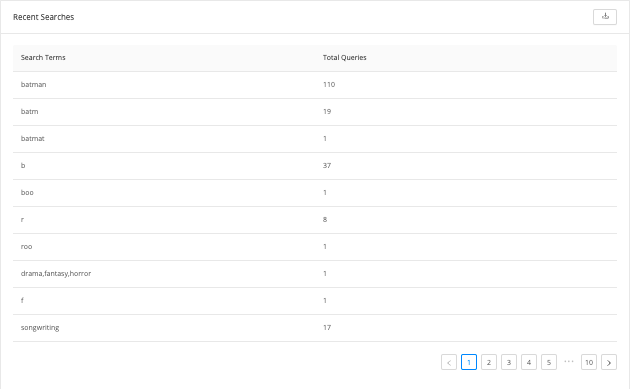 Recent Searches
Search Terms Total Queries
batman 110
batm 19
batmat 1
b 37
boo 1
r 8
roo 1
drama,fantasy,horror 1
f 1
songwriting 17
< 1 2 3 4 5 ••• 10 >